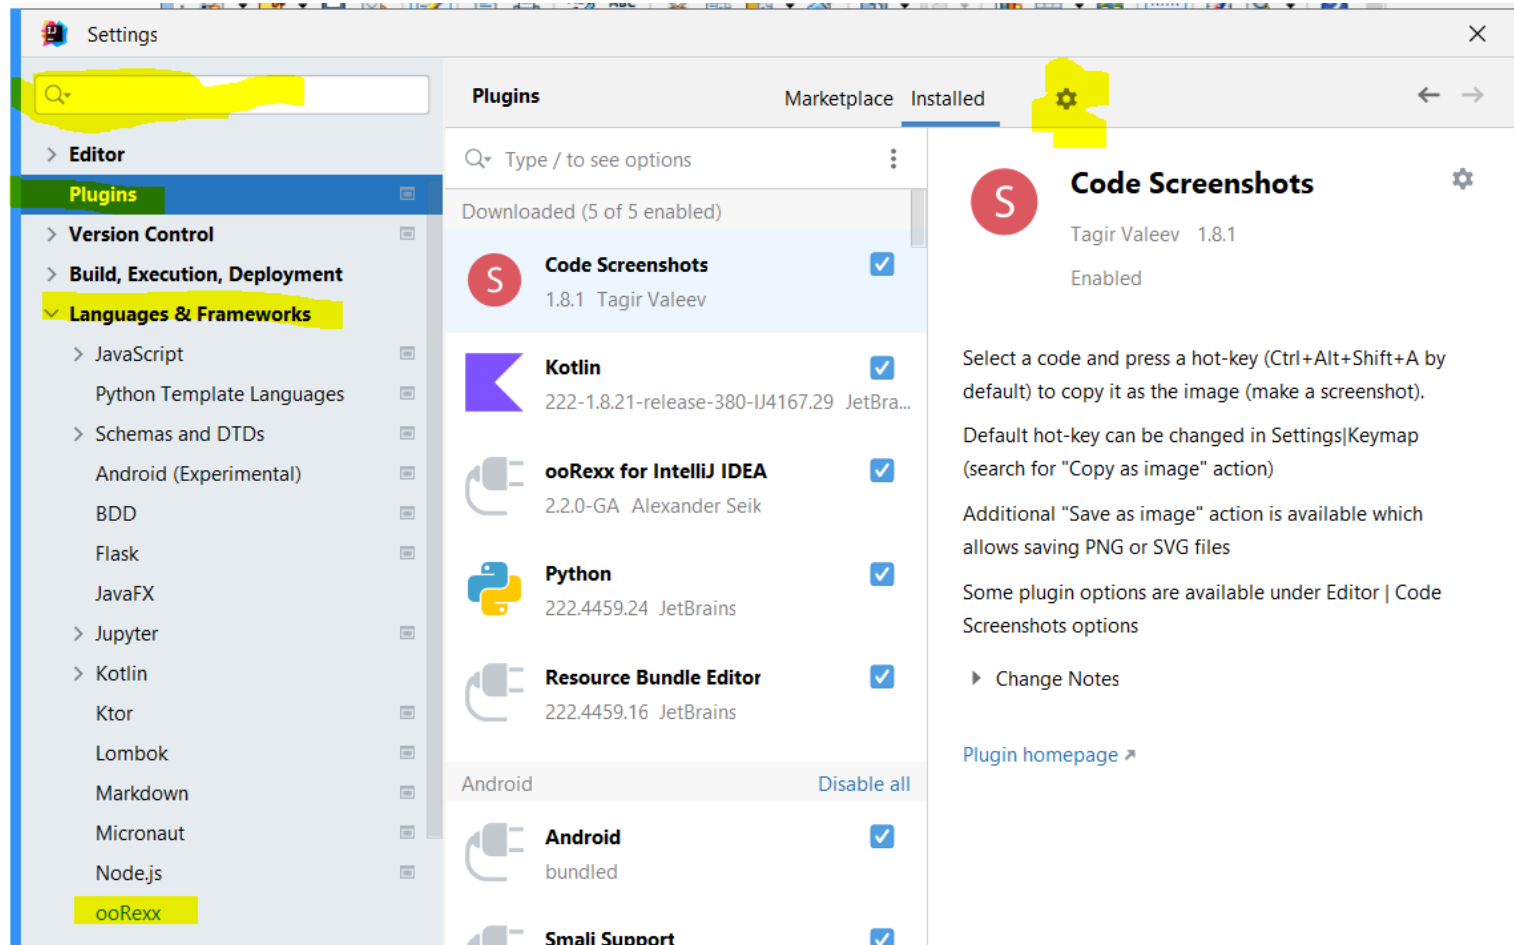 Settings
Editor
Plugins
Version Control
Build, Execution, Deployment
Languages & Frameworks
JavaScript
Python Template Languages
Schemas and DTDs
Android (Experimental)
BDD
Flask
JavaFX
Jupyter
Kotlin
Ktor
Lombok
Markdown
Micronaut
Node.js
ooRexx
Plugins
Marketplace Installed
Type / to see options
Downloaded (5 of 5 enabled)
Code Screenshots
1.8.1 Tagir Valeev
Kotlin
222-1.8.21-release-380-IJ4167.29 JetBra...
ooRexx for IntelliJ IDEA
2.2.0-GA Alexander Seik
Python
222.4459.24 JetBrains
Resource Bundle Editor
222.4459.16 JetBrains
Android Disable all
Android
bundled
Smali Support
S
S
Code Screenshots
Tagir Valeev 1.8.1
Enabled
Select a code and press a hot-key (Ctrl+Alt+Shift+A by
default) to copy it as the image (make a screenshot).
Default hot-key can be changed in Settings|Keymap
(search for "Copy as image" action)
Additional "Save as image" action is available which
allows saving PNG or SVG files
Some plugin options are available under Editor | Code
Screenshots options
Change Notes
Plugin homepage